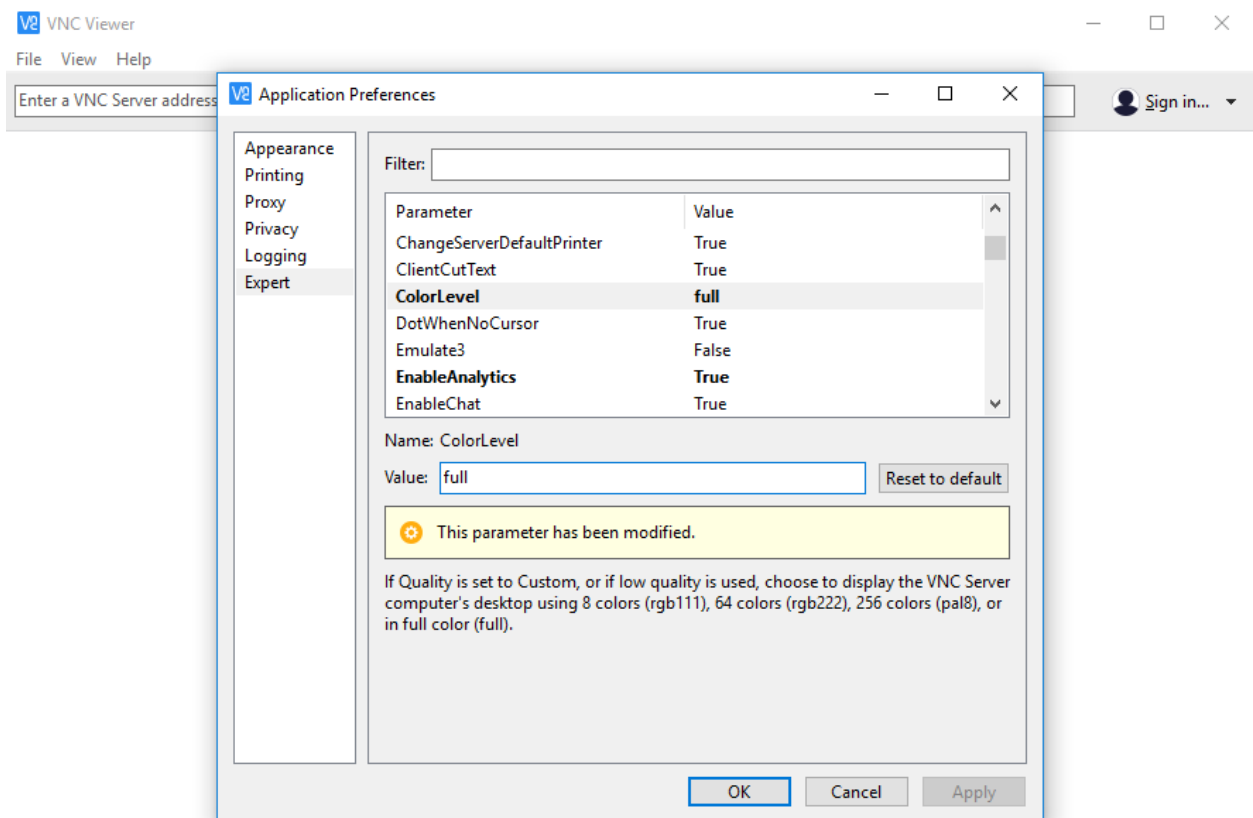 VNC Viewer
File View Help
Enter a VNC Server address
Sign in...
Application Preferences
Appearance
Printing
Proxy
Privacy
Logging
Expert
Filter:
Parameter Value
ChangeServerDefaultPrinter True
ClientCutText True
ColorLevel full
DotWhenNoCursor True
Emulate3 False
EnableAnalytics True
EnableChat True
Name: ColorLevel
Value: full Reset to default
This parameter has been modified.
If Quality is set to Custom, or if low quality is used, choose to display the VNC Server
computer's desktop using 8 colors (rgb111), 64 colors (rgb222), 256 colors (pal8), or
in full color (full).
OK Cancel Apply